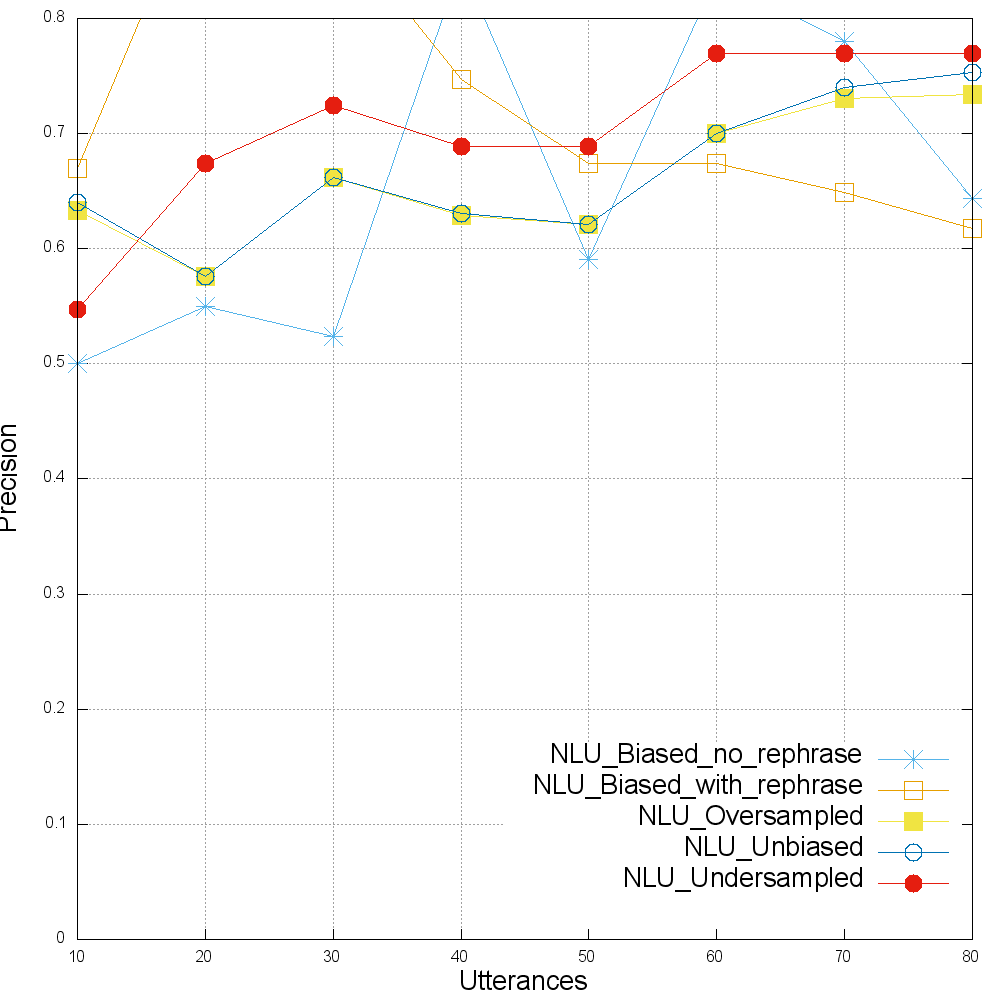 0.8
0.7
0.6
0.5
0.4
0.3
0.2
0.1
0
Precision
NLU_Biased_no_rephrase
NLU_Biased_with_rephrase
NLU_Oversampled
NLU_Unbiased
NLU_Undersampled
10 20 30 40 50 60 70 80
Utterances